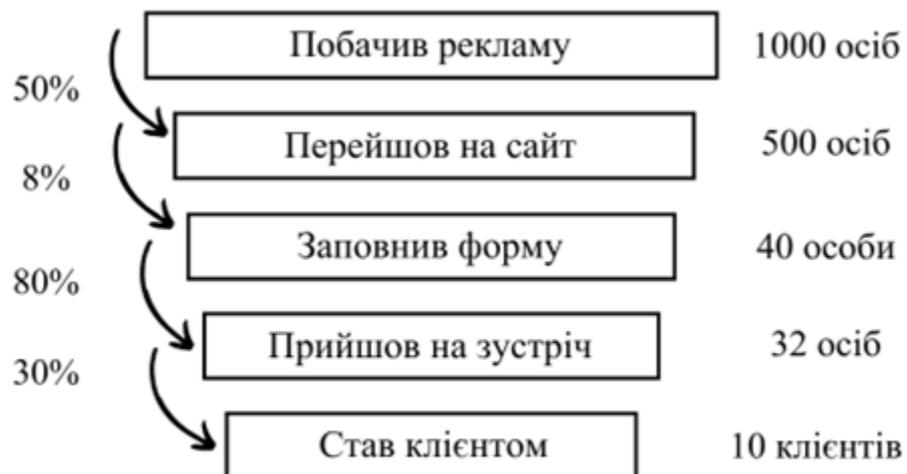 Побачив рекламу 1000 осіб
50%
Перейшов на сайт 500 осіб
8%
Заповнив форму 40 особи
80%
Прийшов на зустріч 32 осіб
30%
Став клієнтом 10 клієнтів